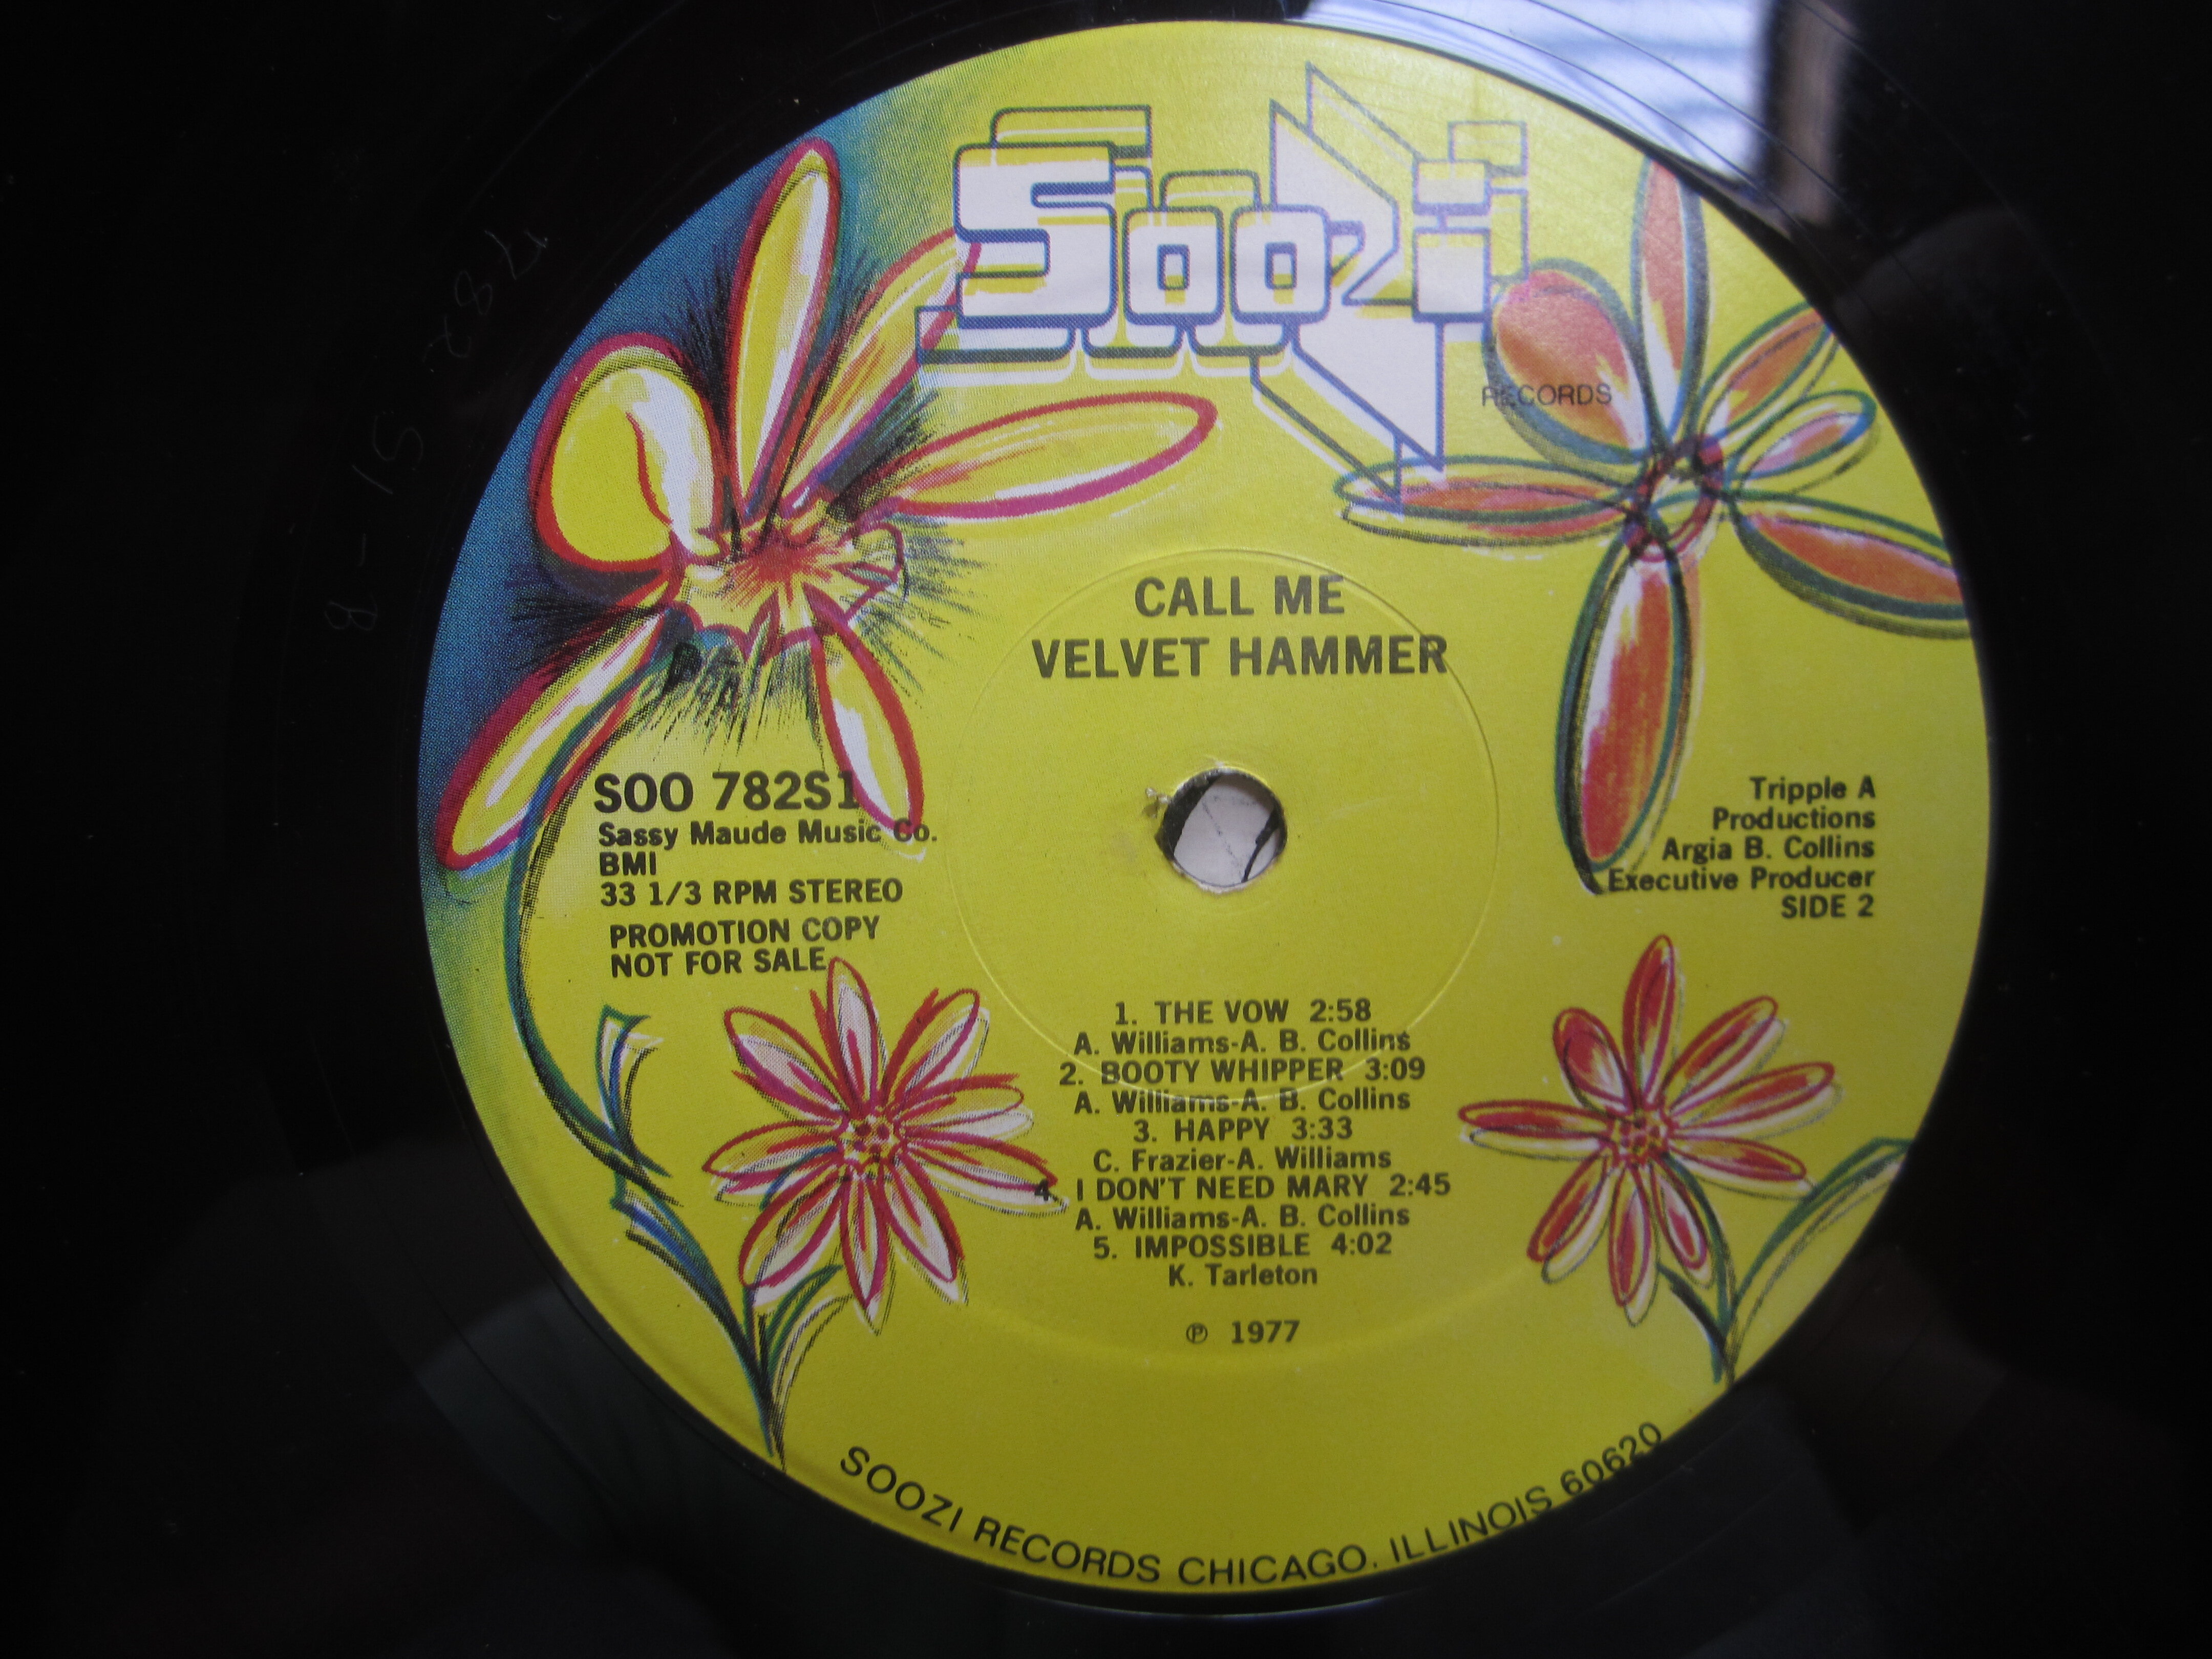 Soozi
RECORDS
CALL ME
VELVET HAMMER
SOO 782S1
Sassy Maude Music Co.
BMI
33 1/3 RPM STEREO
PROMOTION COPY
NOT FOR SALE
Tripple A
Productions
Argia B. Collins
Executive Producer
SIDE 2
1. THE VOW 2:58
A. Williams-A. B. Collins
2. BOOTY WHIPPER 3:09
A. Williams-A. B. Collins
3. HAPPY 3:33
C. Frazier-A. Williams
4. I DON'T NEED MARY 2:45
A. Williams-A. B. Collins
5. IMPOSSIBLE 4:02
K. Tarleton
℗ 1977
SOOZI RECORDS CHICAGO, ILLINOIS 60620